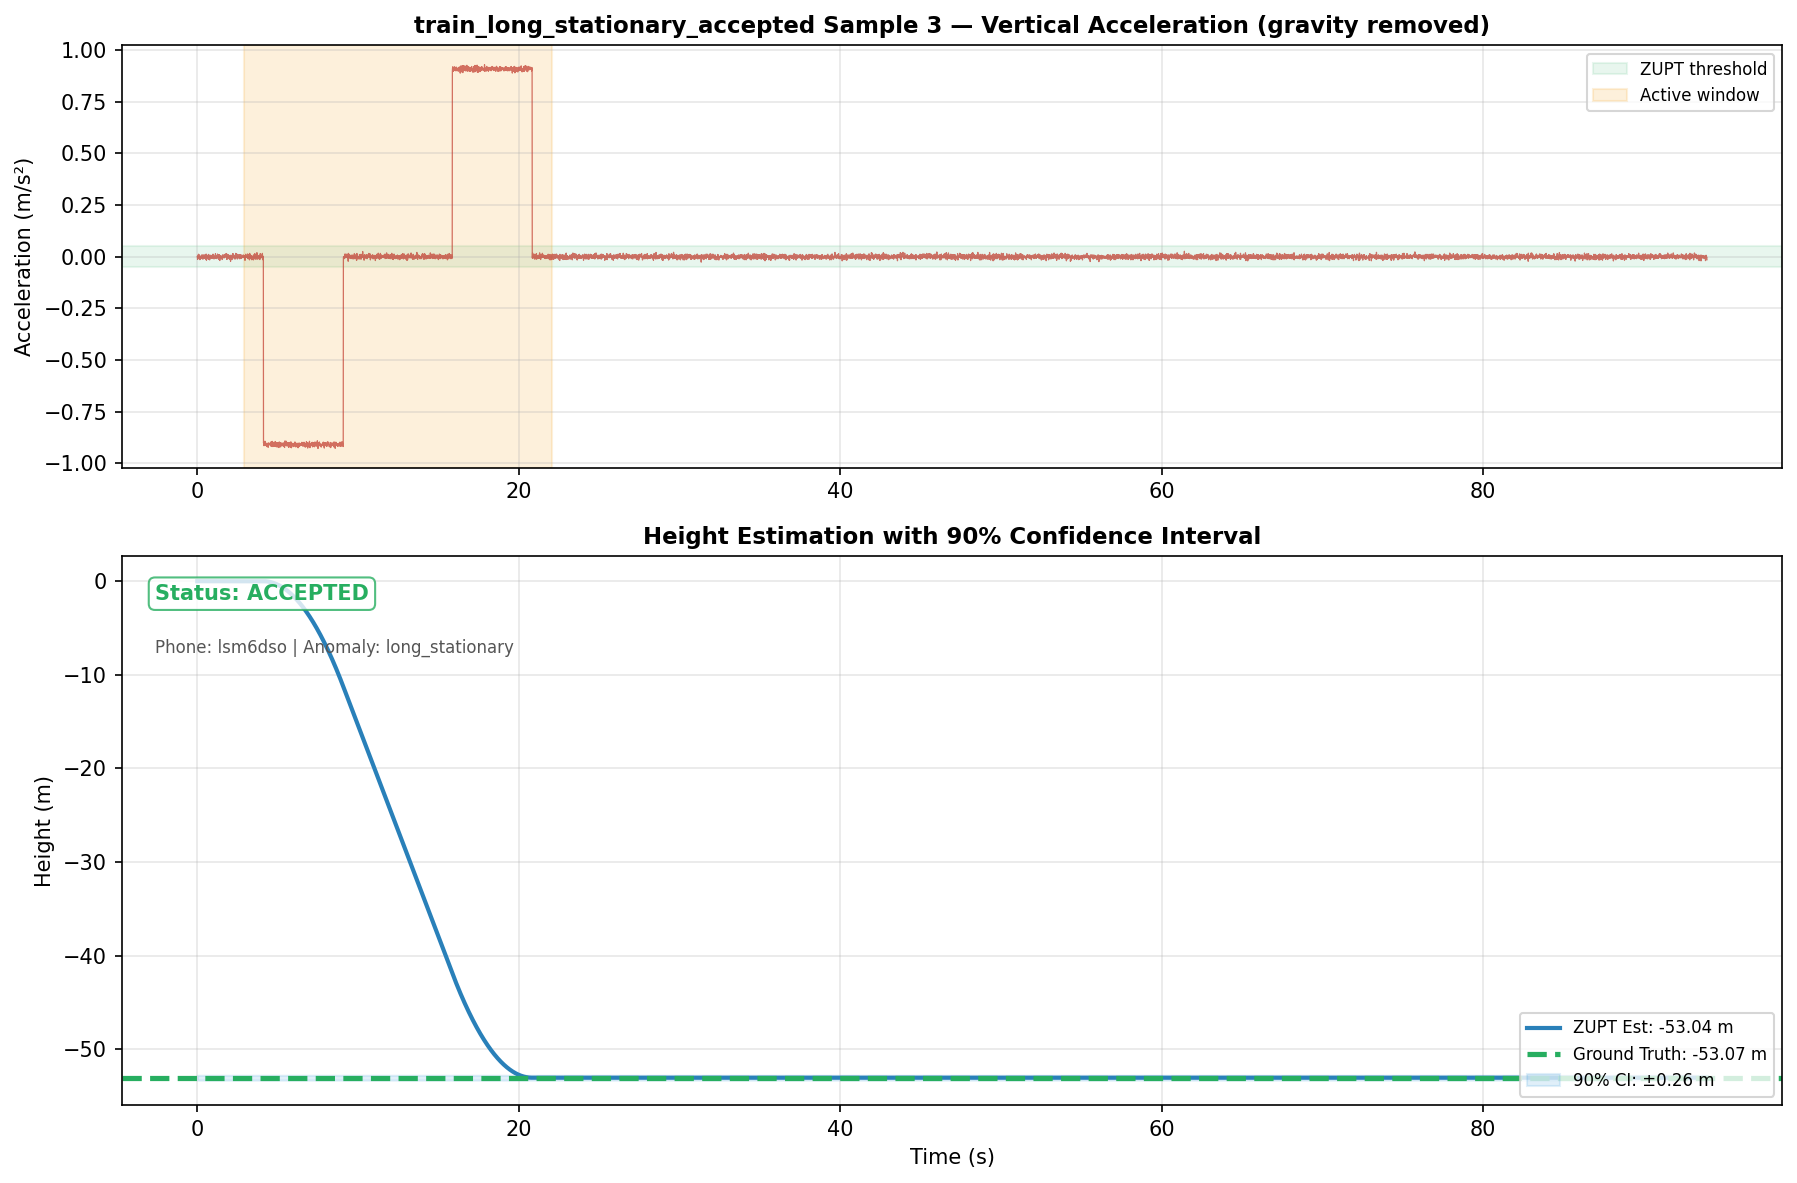 train_long_stationary_accepted Sample 3 — Vertical Acceleration (gravity removed)
Acceleration (m/s²)
1.00
0.75
0.50
0.25
0.00
−0.25
−0.50
−0.75
−1.00
ZUPT threshold
Active window
0 20 40 60 80
Height Estimation with 90% Confidence Interval
Height (m)
0
−10
−20
−30
−40
−50
Status: ACCEPTED
Phone: lsm6dso | Anomaly: long_stationary
ZUPT Est: -53.04 m
Ground Truth: -53.07 m
90% CI: ±0.26 m
0 20 40 60 80
Time (s)